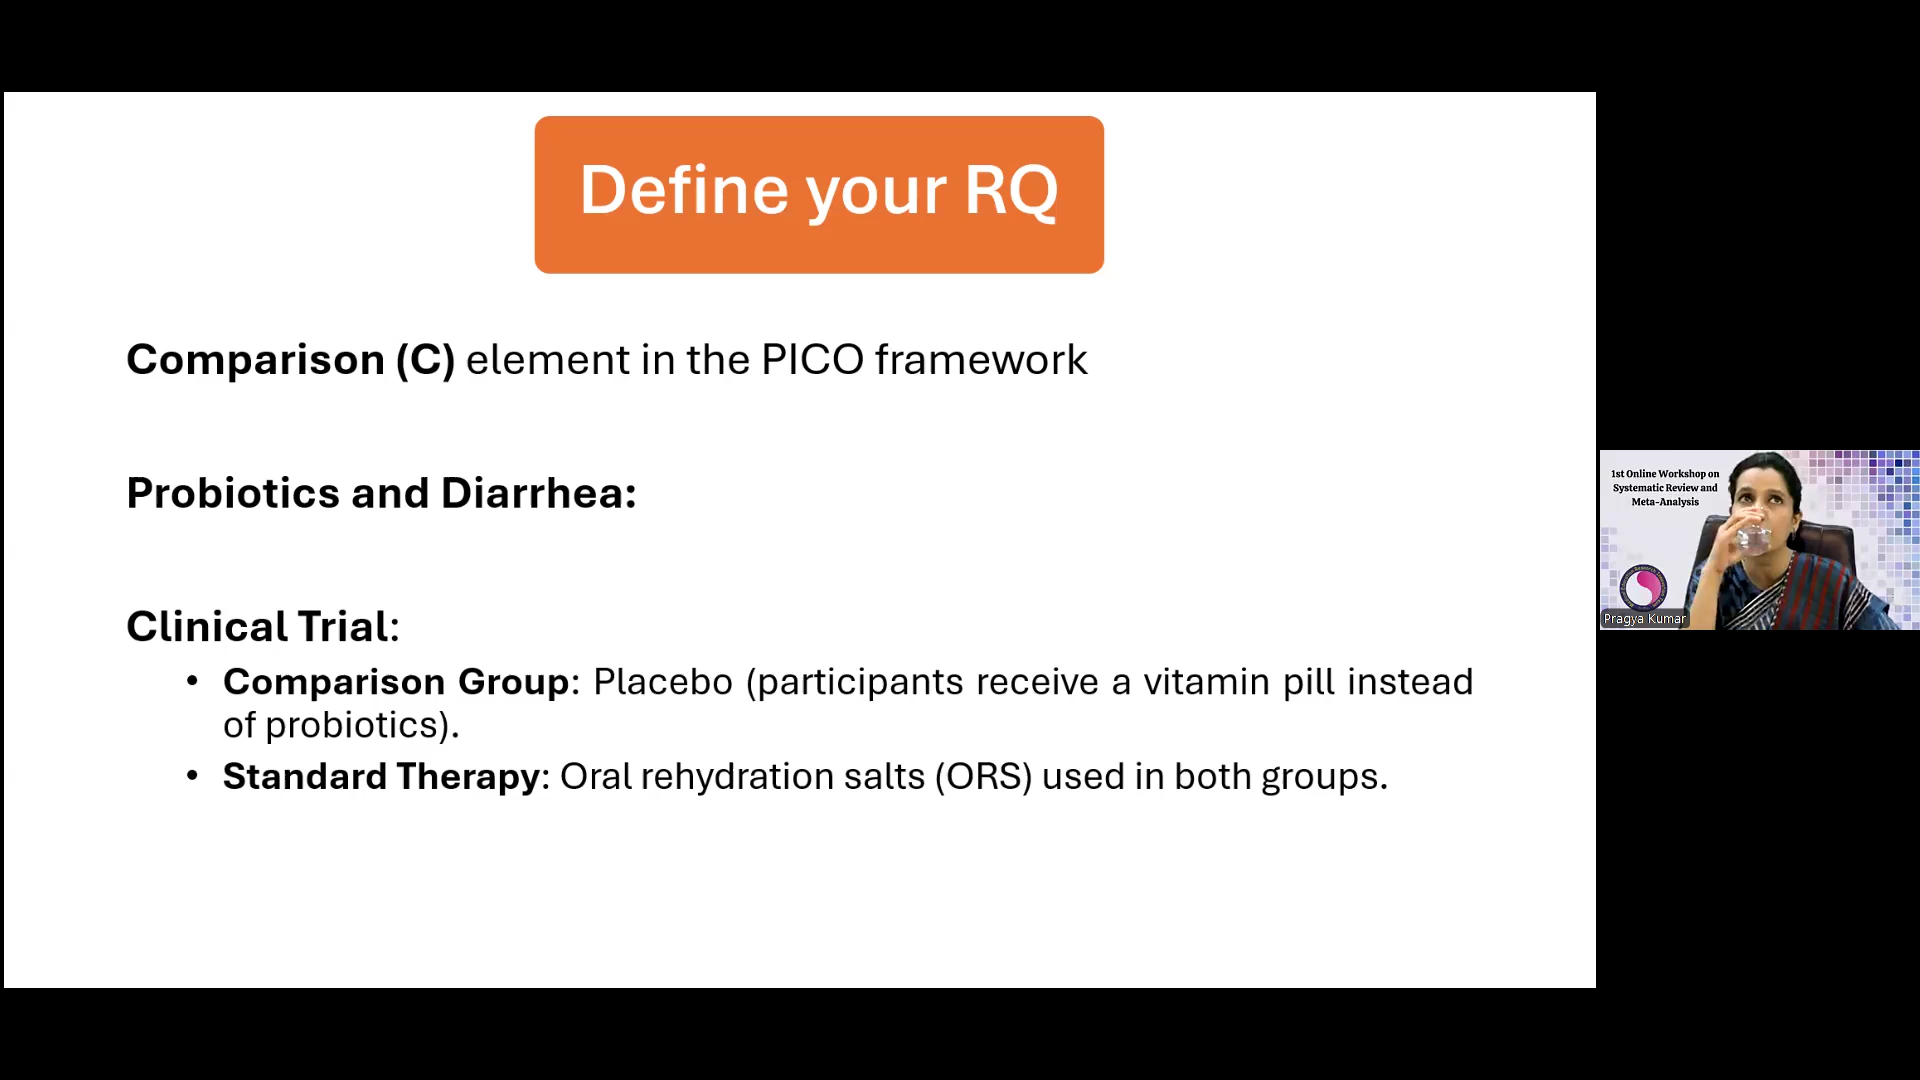 Define your RQ
Comparison (C) element in the PICO framework
Probiotics and Diarrhea:
Clinical Trial:
• Comparison Group: Placebo (participants receive a vitamin pill instead
of probiotics).
• Standard Therapy: Oral rehydration salts (ORS) used in both groups.
1st Online Workshop on
Systematic Review and
Meta-Analysis
Pragya Kumar